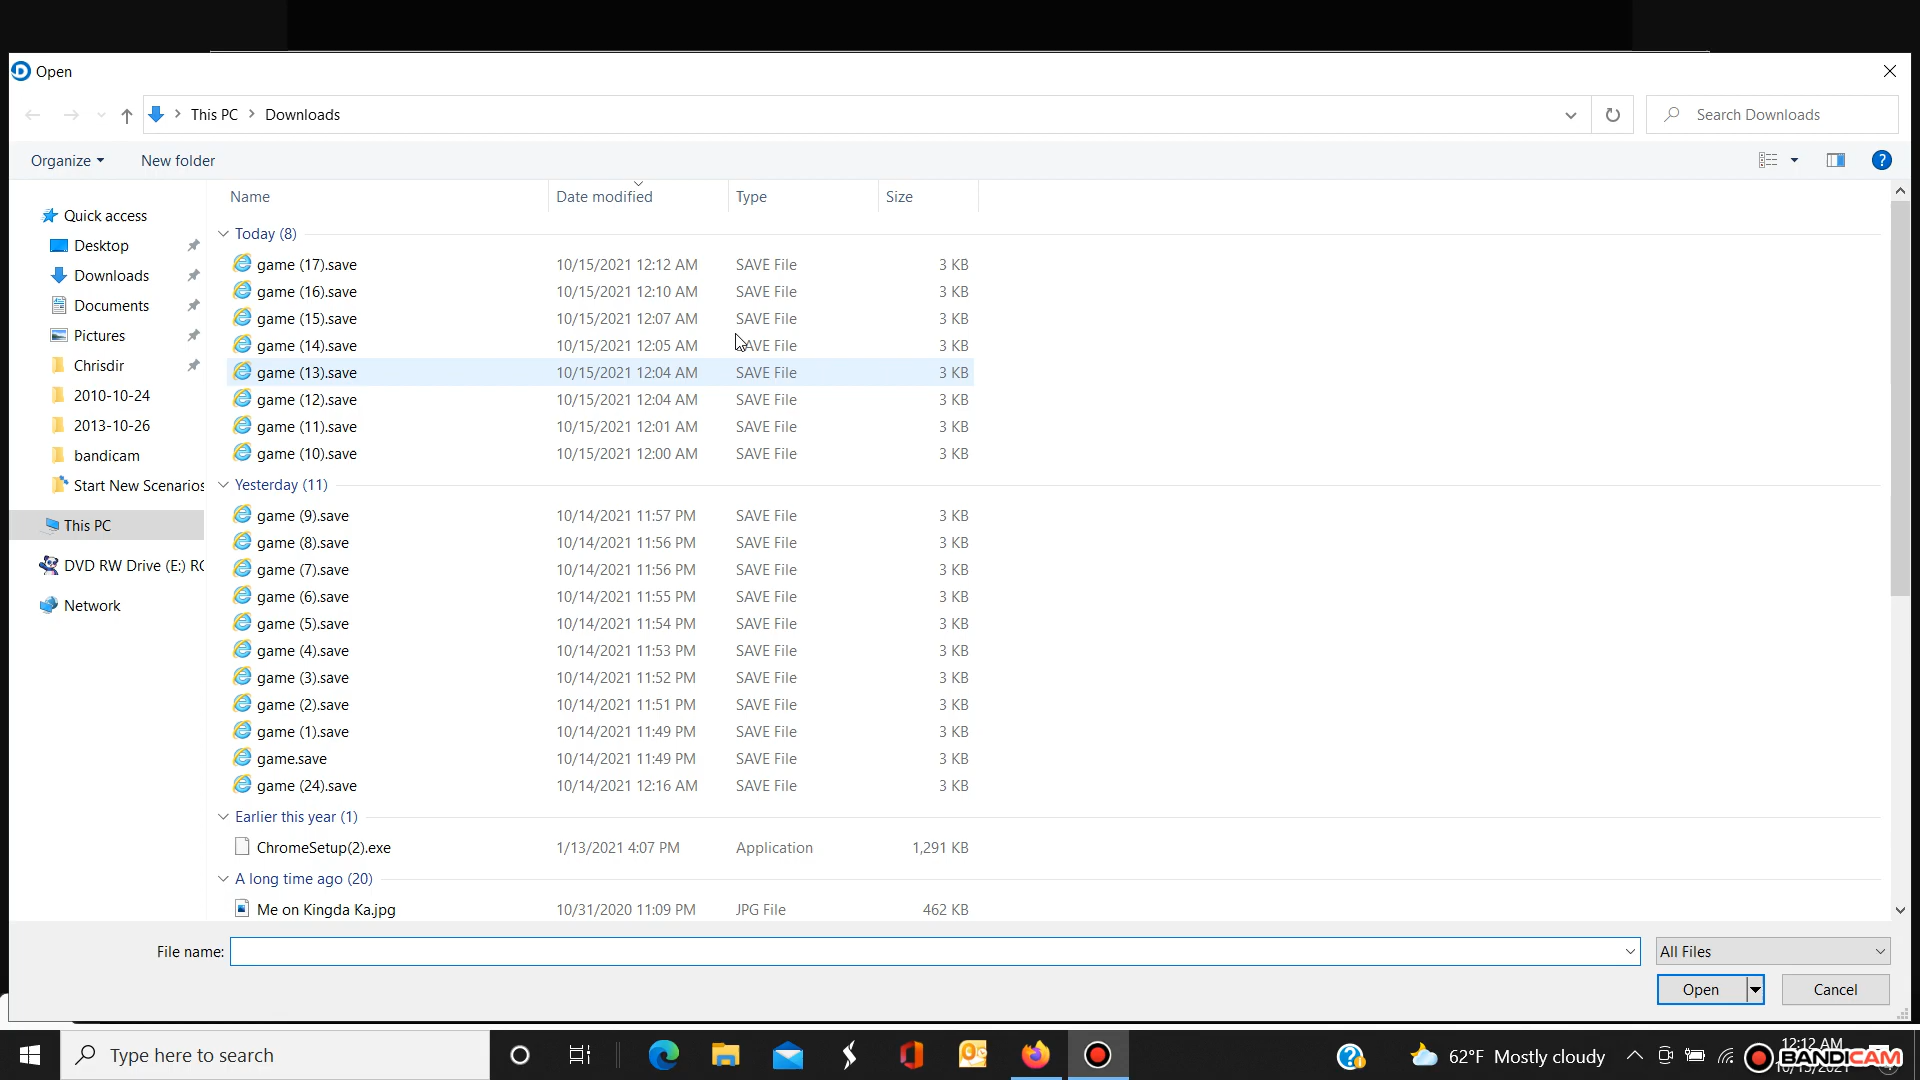 Open
This PC > Downloads
Search Downloads
Organize
New folder
Name Date modified Type Size
Quick access
Desktop
Downloads
Documents
Pictures
Chrisdir
2010-10-24
2013-10-26
bandicam
Start New Scenarios
This PC
DVD RW Drive (E:) RC
Network
Today (8)
game (17).save 10/15/2021 12:12 AM SAVE File 3 KB
game (16).save 10/15/2021 12:10 AM SAVE File 3 KB
game (15).save 10/15/2021 12:07 AM SAVE File 3 KB
game (14).save 10/15/2021 12:05 AM SAVE File 3 KB
game (13).save 10/15/2021 12:04 AM SAVE File 3 KB
game (12).save 10/15/2021 12:04 AM SAVE File 3 KB
game (11).save 10/15/2021 12:01 AM SAVE File 3 KB
game (10).save 10/15/2021 12:00 AM SAVE File 3 KB
Yesterday (11)
game (9).save 10/14/2021 11:57 PM SAVE File 3 KB
game (8).save 10/14/2021 11:56 PM SAVE File 3 KB
game (7).save 10/14/2021 11:56 PM SAVE File 3 KB
game (6).save 10/14/2021 11:55 PM SAVE File 3 KB
game (5).save 10/14/2021 11:54 PM SAVE File 3 KB
game (4).save 10/14/2021 11:53 PM SAVE File 3 KB
game (3).save 10/14/2021 11:52 PM SAVE File 3 KB
game (2).save 10/14/2021 11:51 PM SAVE File 3 KB
game (1).save 10/14/2021 11:49 PM SAVE File 3 KB
game.save 10/14/2021 11:49 PM SAVE File 3 KB
game (24).save 10/14/2021 12:16 AM SAVE File 3 KB
Earlier this year (1)
ChromeSetup(2).exe 1/13/2021 4:07 PM Application 1,291 KB
A long time ago (20)
Me on Kingda Ka.jpg 10/31/2020 11:09 PM JPG File 462 KB
File name:
All Files
Open
Cancel
Type here to search
62°F Mostly cloudy
12:12 AM
BANDICAM